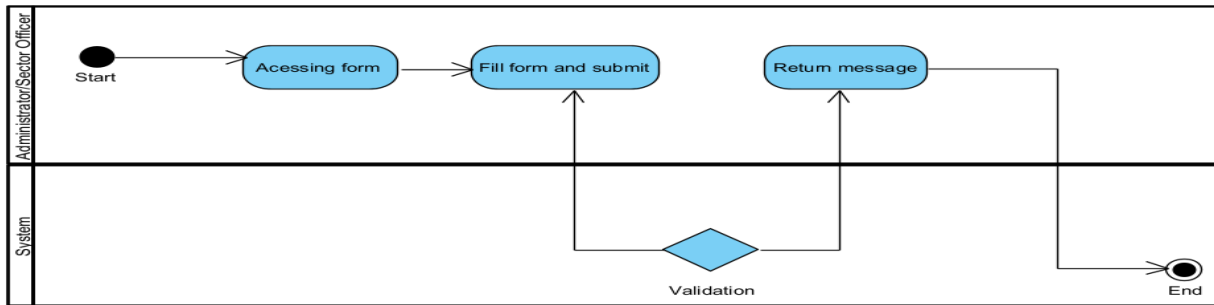 Administrator/Sector Officer
Start
Acessing form
Fill form and submit
Return message
System
Validation
End